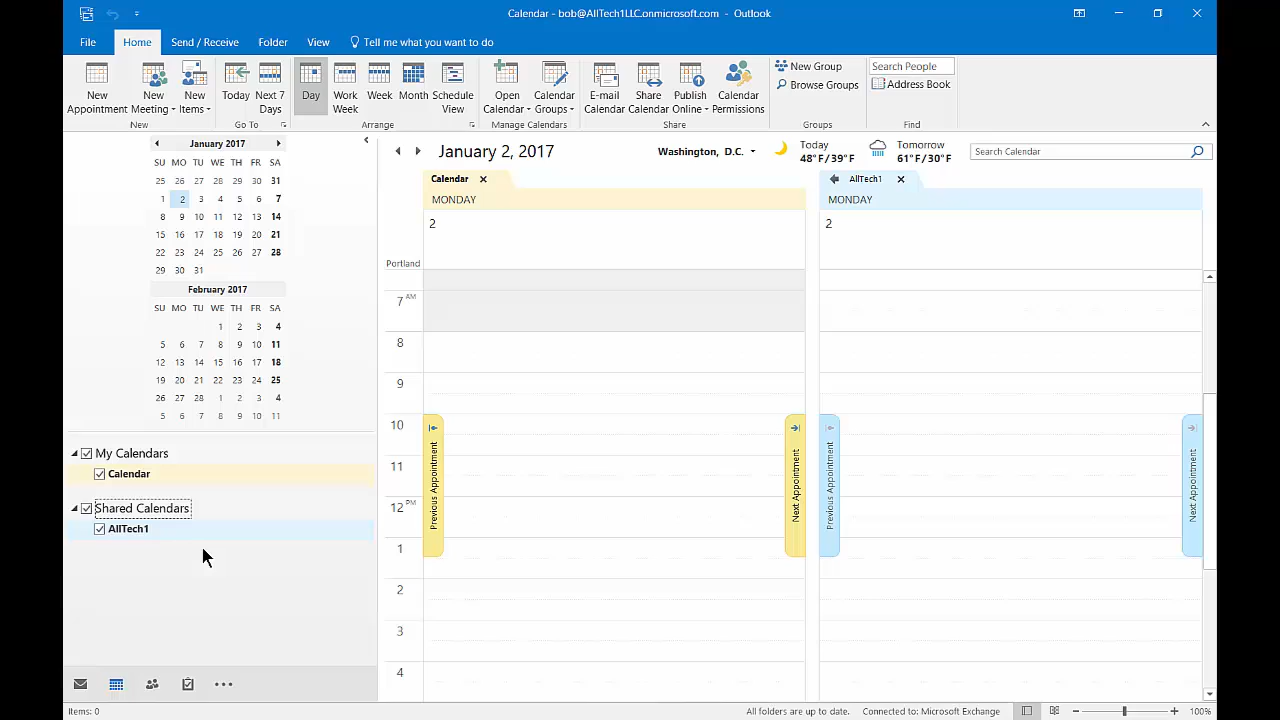 Calendar - bob@AllTech1LLC.onmicrosoft.com - Outlook
File Home Send / Receive Folder View Tell me what you want to do
New Appointment
New Meeting
New Items
New
Today
Next 7 Days
Go To
Day
Work Week
Week
Month
Schedule View
Arrange
Open Calendar
Calendar Groups
Manage Calendars
E-mail Calendar
Share Calendar
Publish Online
Calendar Permissions
Share
New Group
Browse Groups
Groups
Search People
Address Book
Find
January 2017
SU MO TU WE TH FR SA
25 26 27 28 29 30 31
1 2 3 4 5 6 7
8 9 10 11 12 13 14
15 16 17 18 19 20 21
22 23 24 25 26 27 28
29 30 31
February 2017
SU MO TU WE TH FR SA
1 2 3 4
5 6 7 8 9 10 11
12 13 14 15 16 17 18
19 20 21 22 23 24 25
26 27 28 1 2 3 4
5 6 7 8 9 10 11
My Calendars
Calendar
Shared Calendars
AllTech1
January 2, 2017
Washington, D.C.
Today
48°F/39°F
Tomorrow
61°F/30°F
Search Calendar
Calendar
MONDAY
2
AllTech1
MONDAY
2
Portland
7 AM
8
9
10
11
12 PM
1
2
3
4
Previous Appointment
Next Appointment
Previous Appointment
Next Appointment
Items: 0
All folders are up to date.
Connected to: Microsoft Exchange
100%